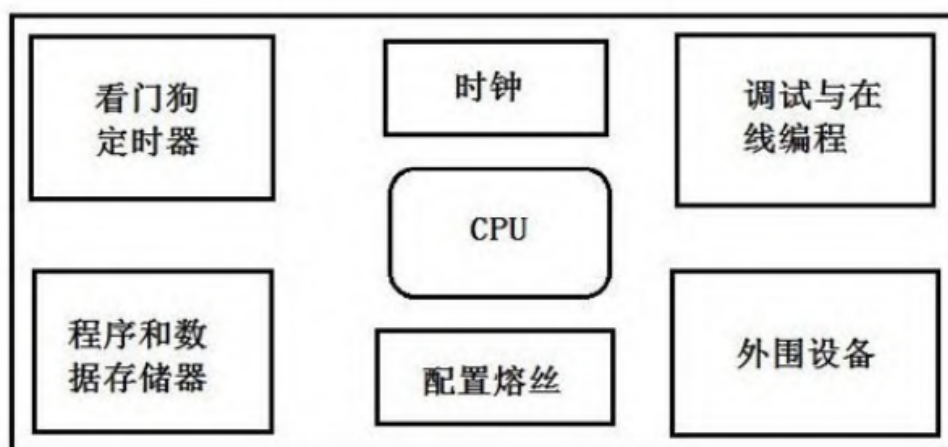 看门狗
定时器
时钟
调试与在
线编程
CPU
程序和数
据存储器
配置熔丝
外围设备